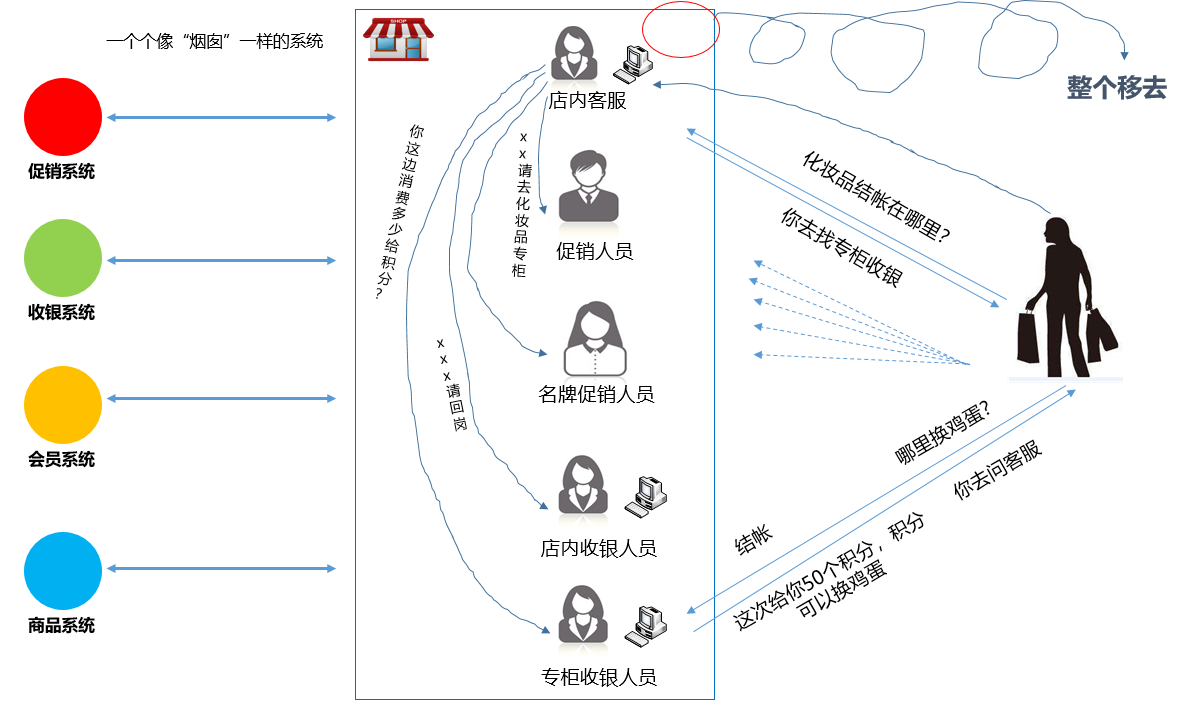 一个个像“烟囱”一样的系统
SHOP
整个移去
店内客服
促销系统
你这边消费多少给积分？
xx请去化妆品专柜
化妆品结帐在哪里？
你去找专柜收银
促销人员
收银系统
xxx请回岗
名牌促销人员
会员系统
哪里换鸡蛋？
你去问客服
店内收银人员
结帐
这次给你50个积分，积分
可以换鸡蛋
商品系统
专柜收银人员